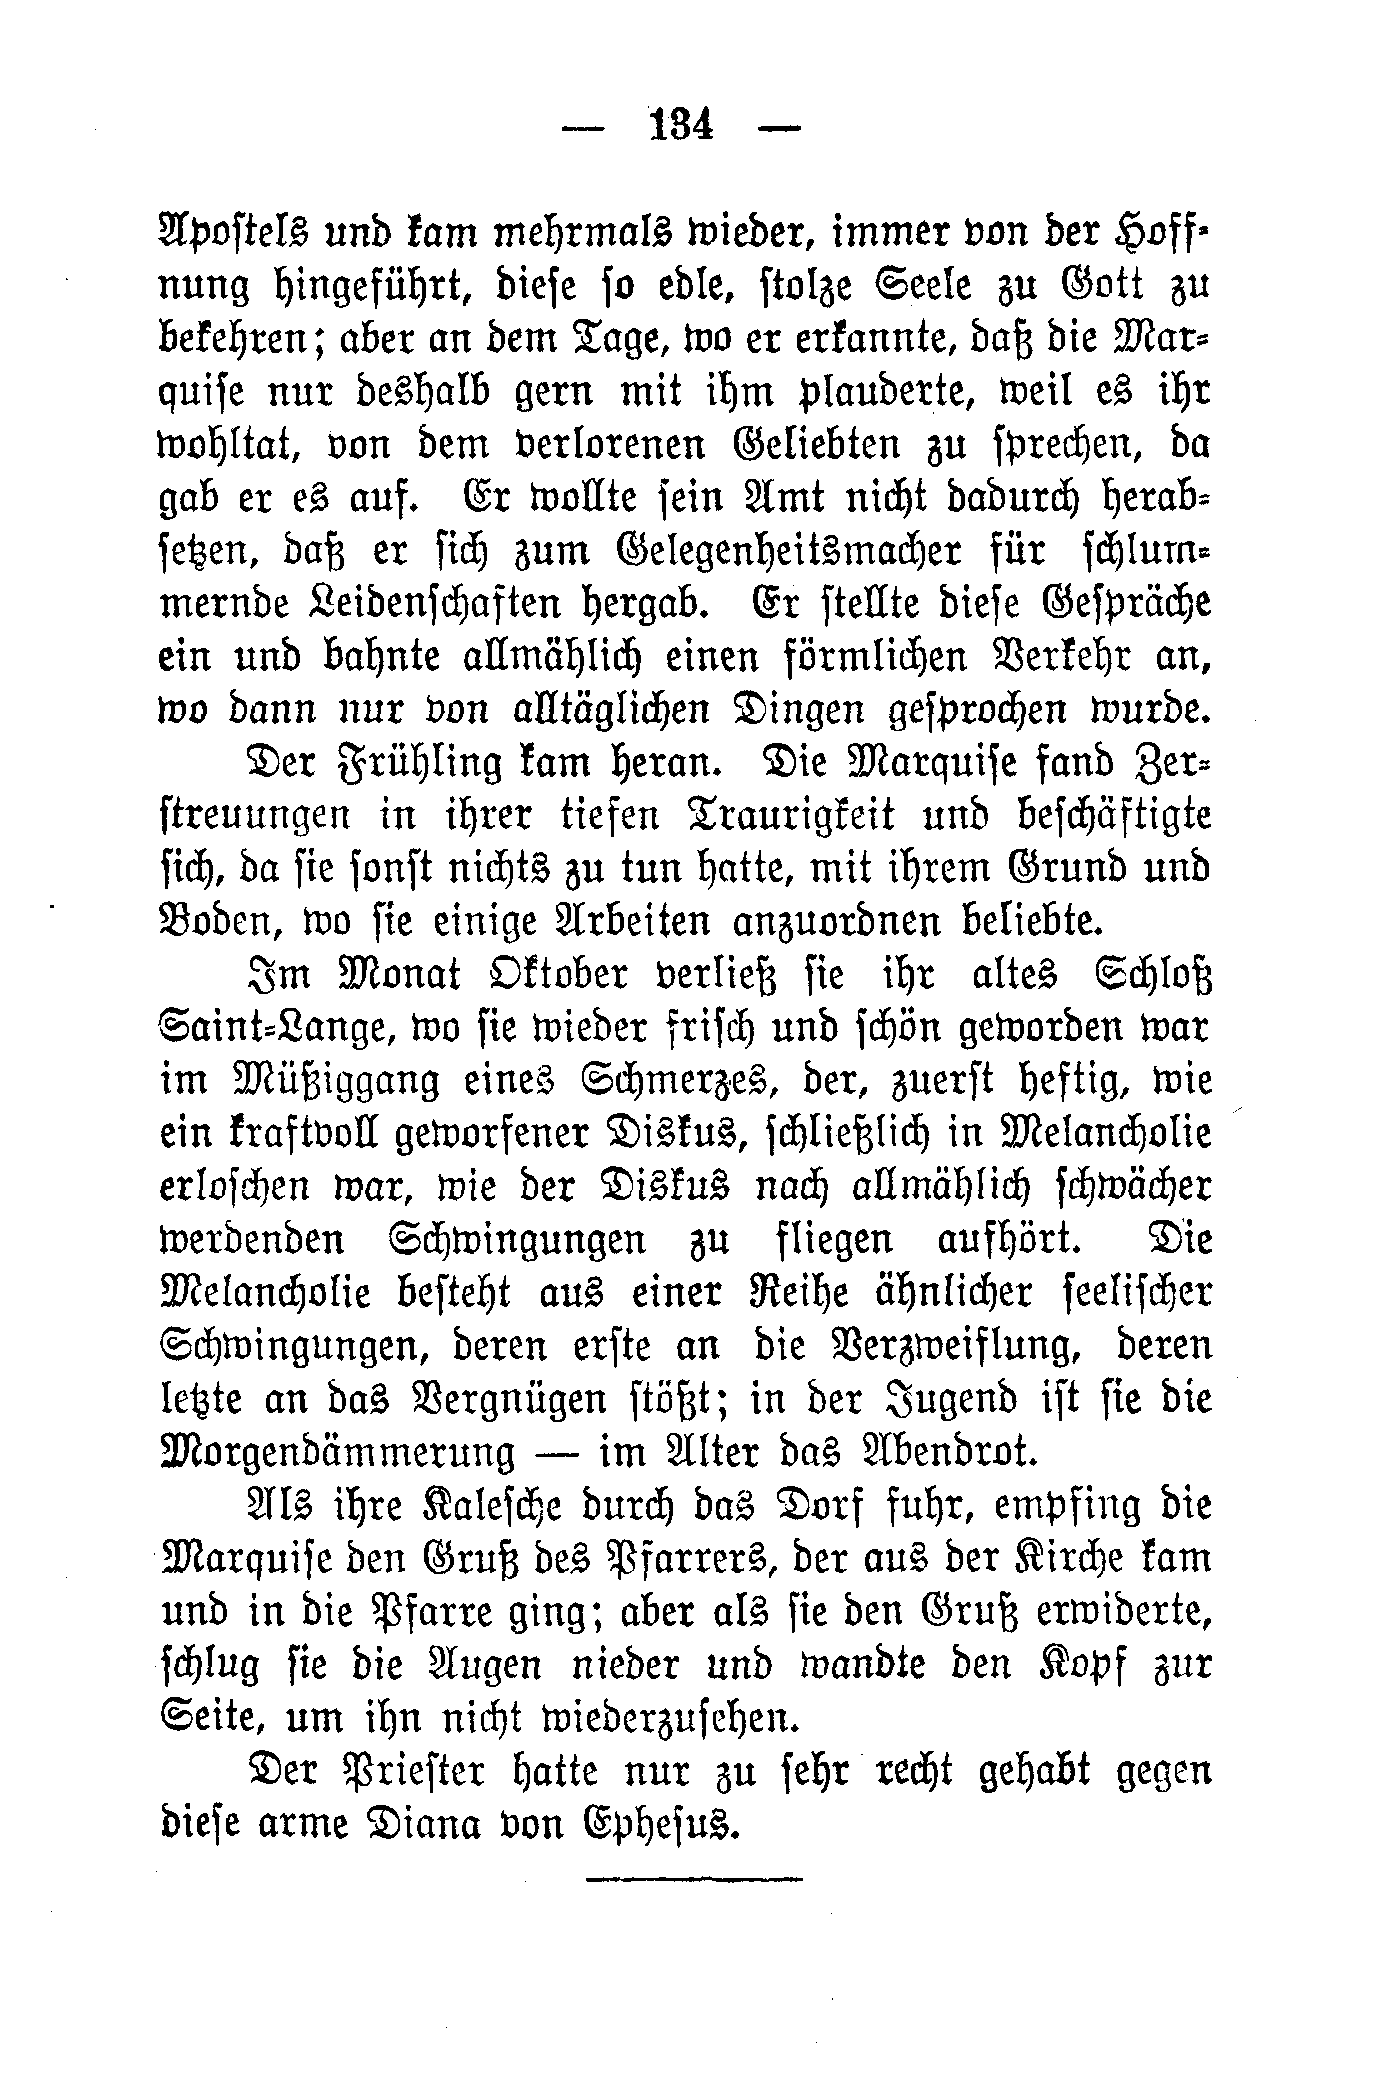 — 134 —
Apostels und kam mehrmals wieder, immer von der Hoff-
nung hingeführt, diese so edle, stolze Seele zu Gott zu
bekehren; aber an dem Tage, wo er erkannte, daß die Mar-
quise nur deshalb gern mit ihm plauderte, weil es ihr
wohltat, von dem verlorenen Geliebten zu sprechen, da
gab er es auf. Er wollte sein Amt nicht dadurch herab-
setzen, daß er sich zum Gelegenheitsmacher für schlum-
mernde Leidenschaften hergab. Er stellte diese Gespräche
ein und bahnte allmählich einen förmlichen Verkehr an,
wo dann nur von alltäglichen Dingen gesprochen wurde.
Der Frühling kam heran. Die Marquise fand Zer-
streuungen in ihrer tiefen Traurigkeit und beschäftigte
sich, da sie sonst nichts zu tun hatte, mit ihrem Grund und
Boden, wo sie einige Arbeiten anzuordnen beliebte.
Im Monat Oktober verließ sie ihr altes Schloß
Saint-Lange, wo sie wieder frisch und schön geworden war
im Müßiggang eines Schmerzes, der, zuerst heftig, wie
ein kraftvoll geworfener Diskus, schließlich in Melancholie
erloschen war, wie der Diskus nach allmählich schwächer
werdenden Schwingungen zu fliegen aufhört. Die
Melancholie besteht aus einer Reihe ähnlicher seelischer
Schwingungen, deren erste an die Verzweiflung, deren
letzte an das Vergnügen stößt; in der Jugend ist sie die
Morgendämmerung — im Alter das Abendrot.
Als ihre Kalesche durch das Dorf fuhr, empfing die
Marquise den Gruß des Pfarrers, der aus der Kirche kam
und in die Pfarre ging; aber als sie den Gruß erwiderte,
schlug sie die Augen nieder und wandte den Kopf zur
Seite, um ihn nicht wiederzusehen.
Der Priester hatte nur zu sehr recht gehabt gegen
diese arme Diana von Ephesus.